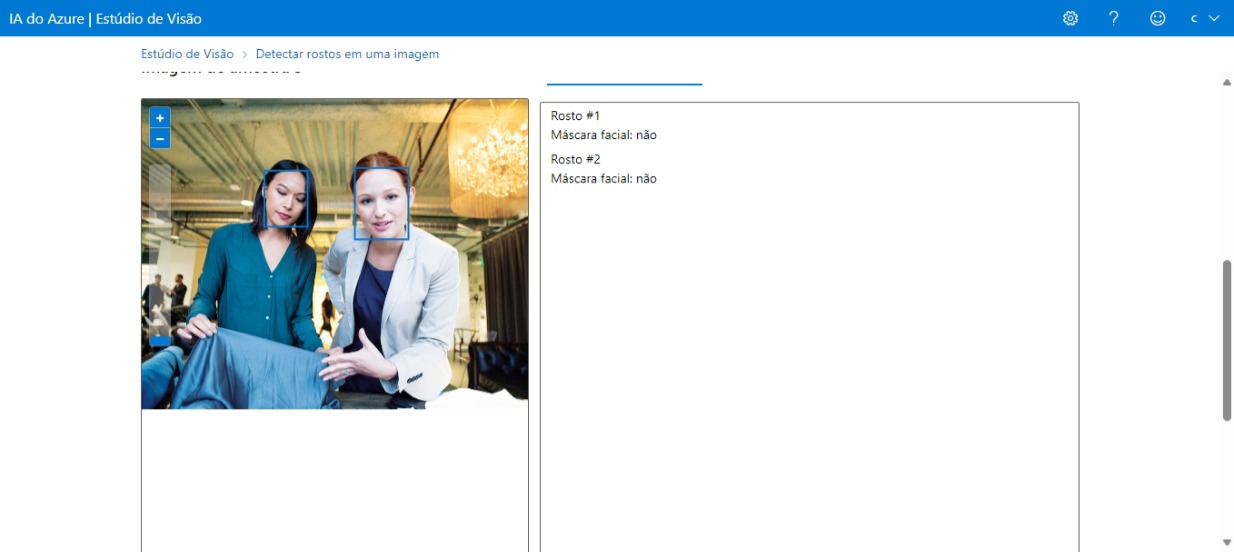 IA do Azure | Estúdio de Visão
c
Estúdio de Visão > Detectar rostos em uma imagem
+
−
Rosto #1
Máscara facial: não
Rosto #2
Máscara facial: não